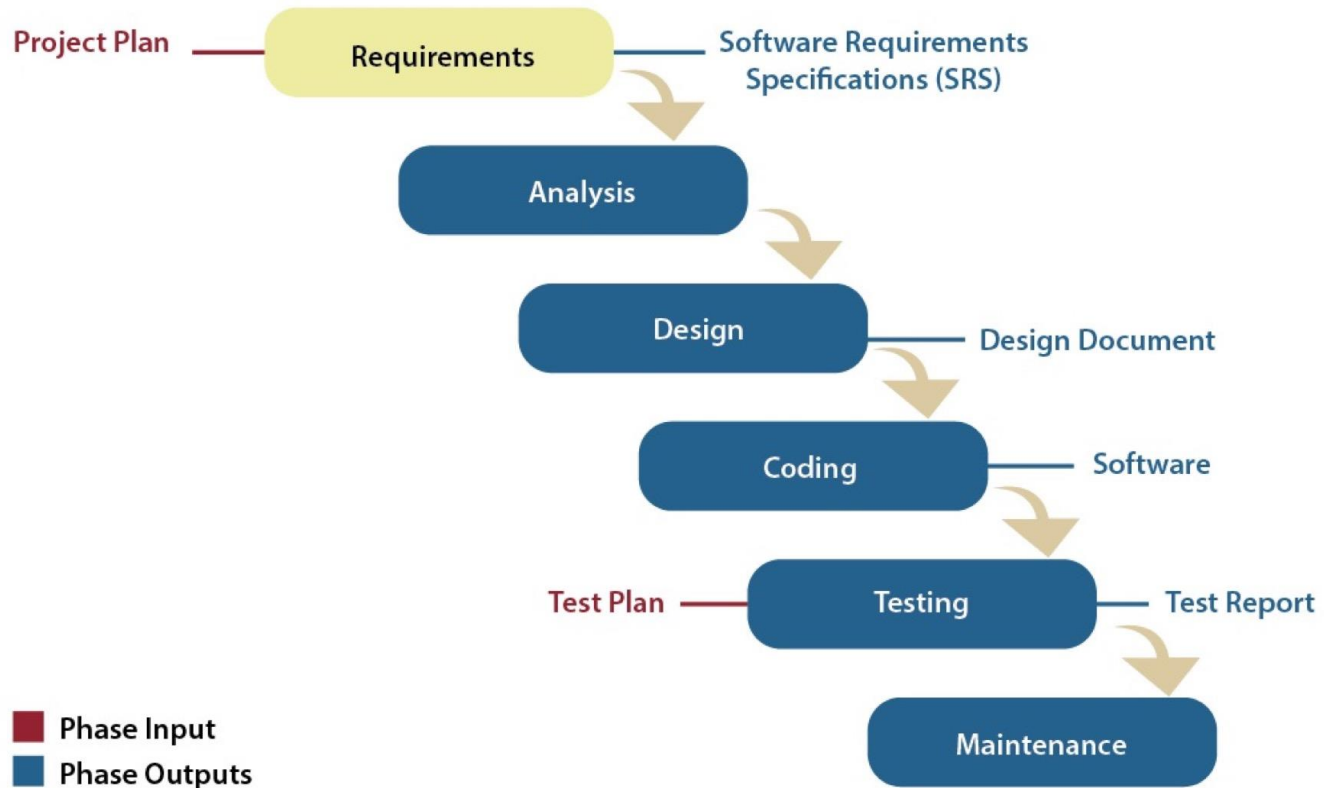 Project Plan
Requirements
Software Requirements
Specifications (SRS)
Analysis
Design
Design Document
Coding
Software
Test Plan
Testing
Test Report
Maintenance
Phase Input
Phase Outputs